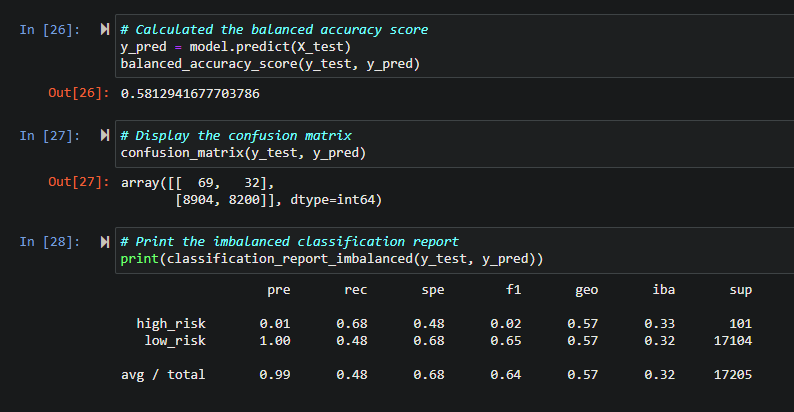 In [26]: # Calculated the balanced accuracy score
y_pred = model.predict(X_test)
balanced_accuracy_score(y_test, y_pred)
Out[26]: 0.5812941677703786
In [27]: # Display the confusion matrix
confusion_matrix(y_test, y_pred)
Out[27]: array([[  69,   32],
       [8904, 8200]], dtype=int64)
In [28]: # Print the imbalanced classification report
print(classification_report_imbalanced(y_test, y_pred))
pre rec spe f1 geo iba sup
high_risk 0.01 0.68 0.48 0.02 0.57 0.33 101
low_risk 1.00 0.48 0.68 0.65 0.57 0.32 17104
avg / total 0.99 0.48 0.68 0.64 0.57 0.32 17205